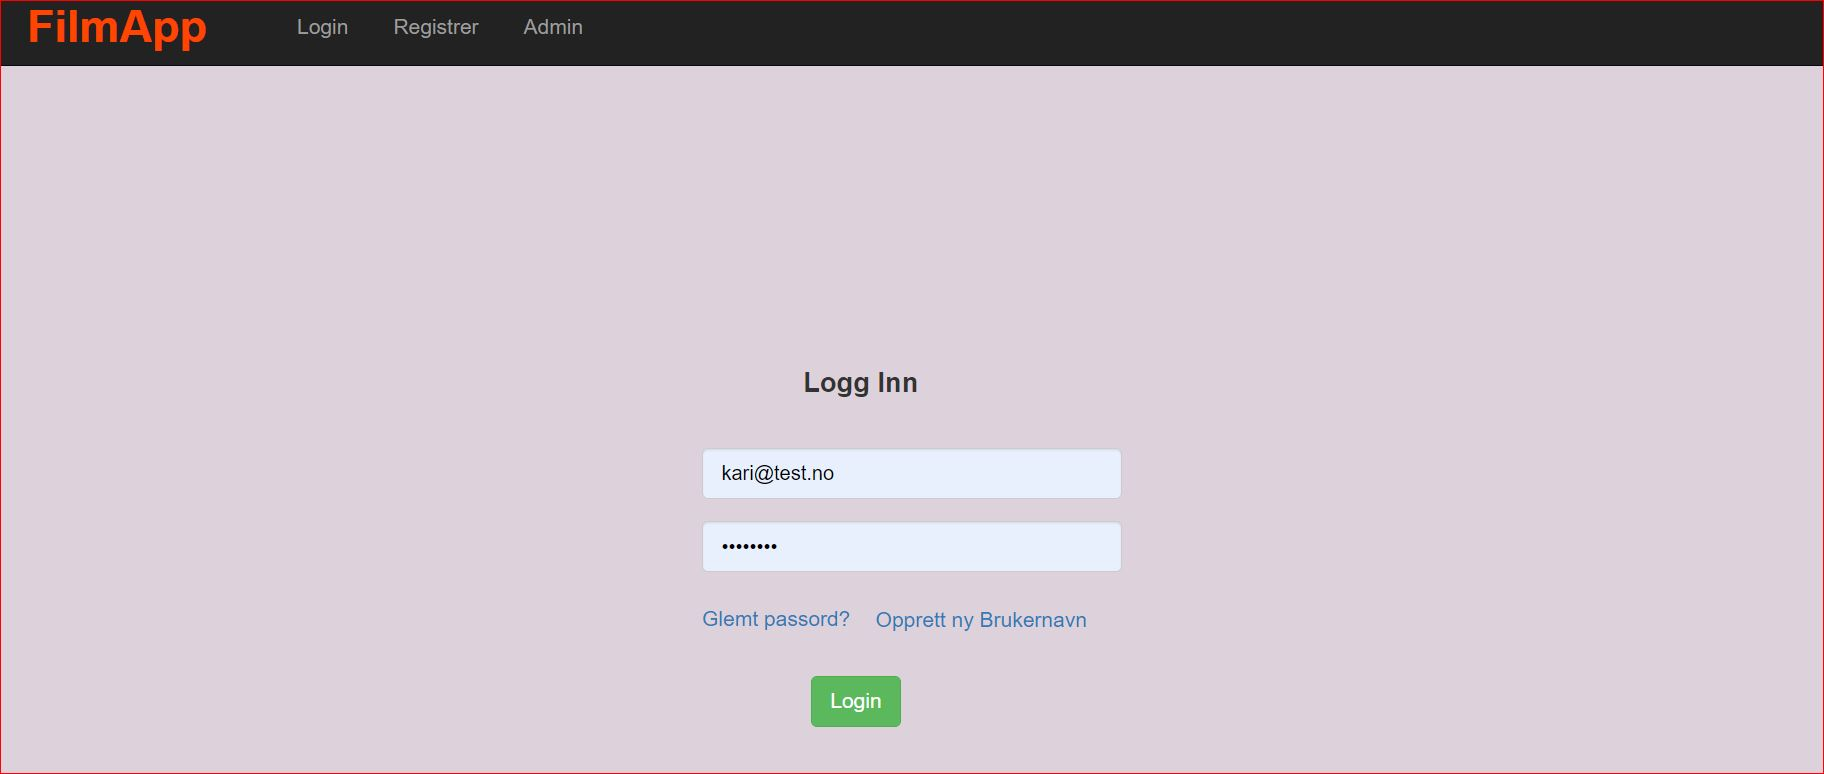 FilmApp Login Registrer Admin
Logg Inn
kari@test.no
••••••••
Glemt passord? Opprett ny Brukernavn
Login